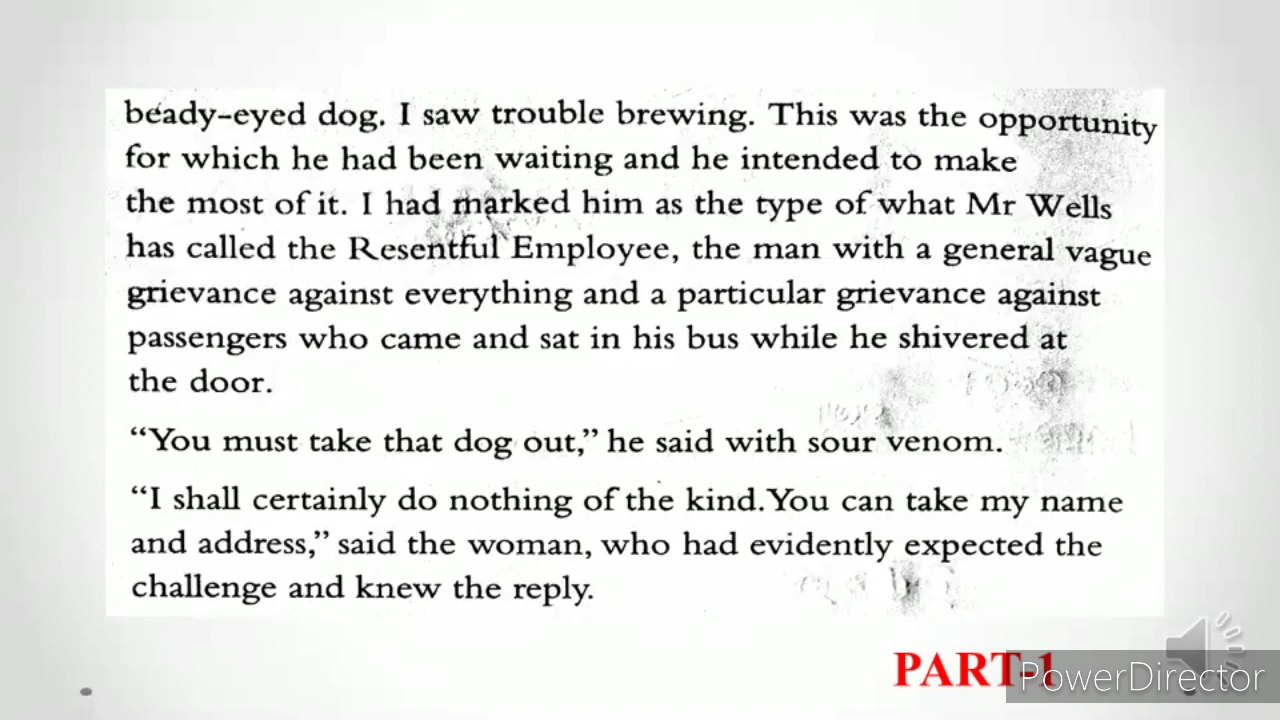 beady-eyed dog. I saw trouble brewing. This was the opportunity
for which he had been waiting and he intended to make
the most of it. I had marked him as the type of what Mr Wells
has called the Resentful Employee, the man with a general vague
grievance against everything and a particular grievance against
passengers who came and sat in his bus while he shivered at
the door.
“You must take that dog out,” he said with sour venom.
“I shall certainly do nothing of the kind. You can take my name
and address,” said the woman, who had evidently expected the
challenge and knew the reply.
PART-1
PowerDirector